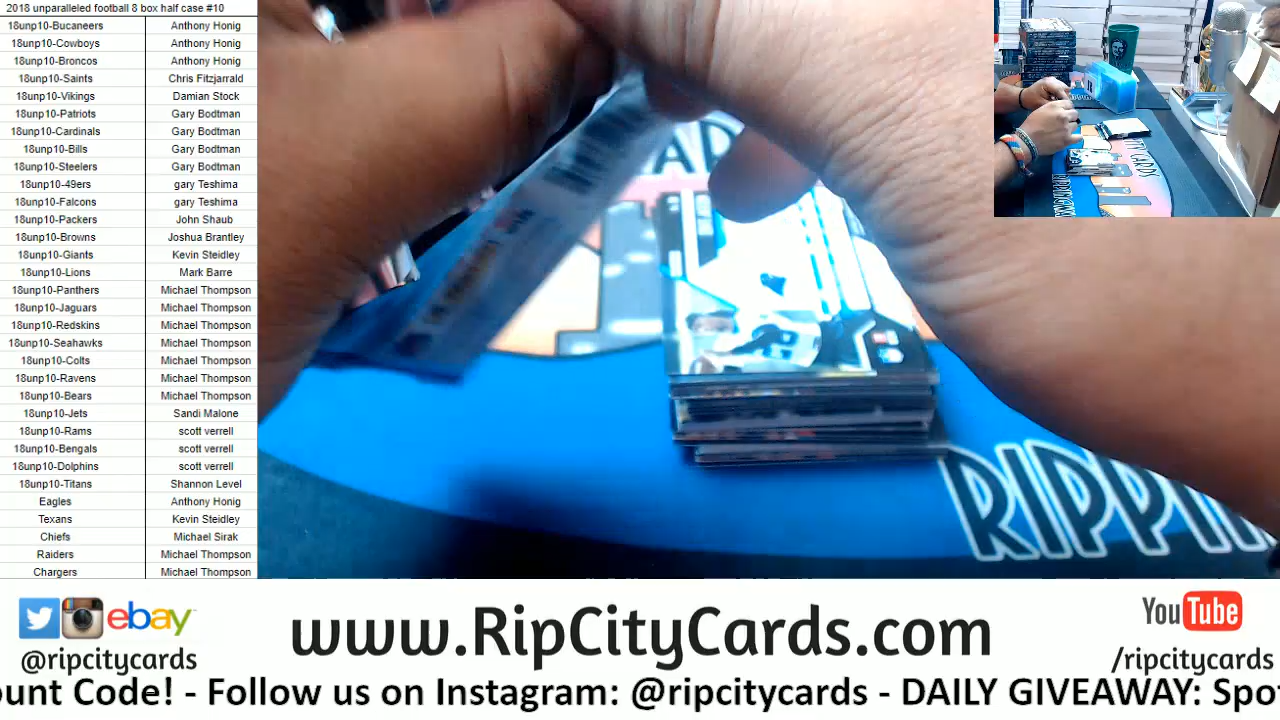 2018 unparalleled football 8 box half case #10
18unp10-Bucaneers Anthony Honig
18unp10-Cowboys Anthony Honig
18unp10-Broncos Anthony Honig
18unp10-Saints Chris Fitzjarrald
18unp10-Vikings Damian Stock
18unp10-Patriots Gary Bodtman
18unp10-Cardinals Gary Bodtman
18unp10-Bills Gary Bodtman
18unp10-Steelers Gary Bodtman
18unp10-49ers gary Teshima
18unp10-Falcons gary Teshima
18unp10-Packers John Shaub
18unp10-Browns Joshua Brantley
18unp10-Giants Kevin Steidley
18unp10-Lions Mark Barre
18unp10-Panthers Michael Thompson
18unp10-Jaguars Michael Thompson
18unp10-Redskins Michael Thompson
18unp10-Seahawks Michael Thompson
18unp10-Colts Michael Thompson
18unp10-Ravens Michael Thompson
18unp10-Bears Michael Thompson
18unp10-Jets Sandi Malone
18unp10-Rams scott verrell
18unp10-Bengals scott verrell
18unp10-Dolphins scott verrell
18unp10-Titans Shannon Level
Eagles Anthony Honig
Texans Kevin Steidley
Chiefs Michael Sirak
Raiders Michael Thompson
Chargers Michael Thompson
RIPPIN
ebay
@ripcitycards
www.RipCityCards.com
YouTube
/ripcitycards
ount Code! - Follow us on Instagram: @ripcitycards - DAILY GIVEAWAY: Spot